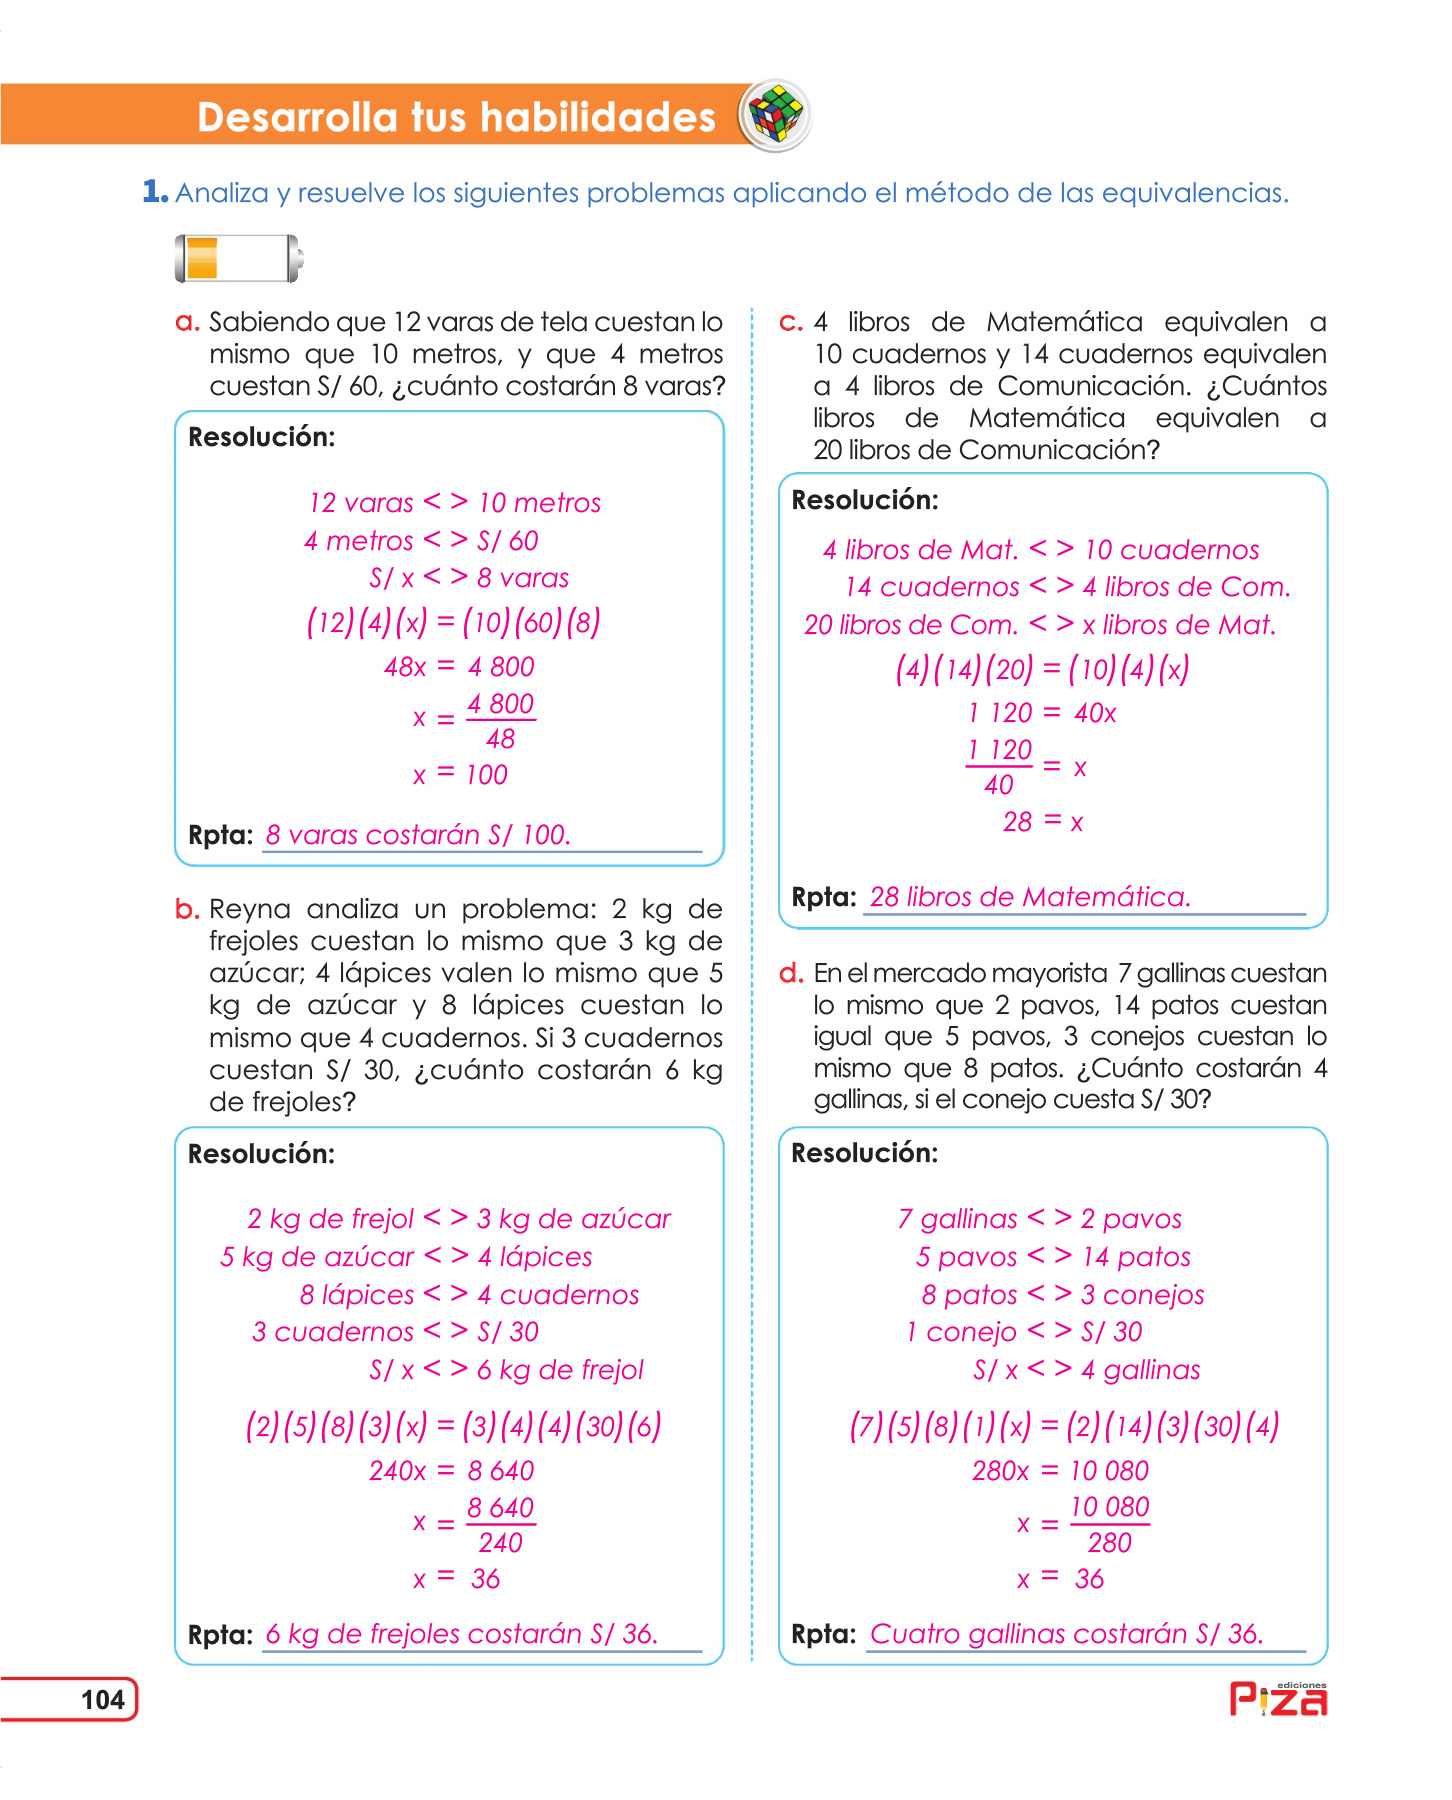 Desarrolla tus habilidades
1. Analiza y resuelve los siguientes problemas aplicando el método de las equivalencias.
a. Sabiendo que 12 varas de tela cuestan lo
mismo que 10 metros, y que 4 metros
cuestan S/ 60, ¿cuánto costarán 8 varas?
Resolución:
12 varas < > 10 metros
4 metros < > S/ 60
S/ x < > 8 varas
(12)(4)(x) = (10)(60)(8)
48x = 4 800
x = 4 800
48
x = 100
Rpta: 8 varas costarán S/ 100.
b. Reyna analiza un problema: 2 kg de
frejoles cuestan lo mismo que 3 kg de
azúcar; 4 lápices valen lo mismo que 5
kg de azúcar y 8 lápices cuestan lo
mismo que 4 cuadernos. Si 3 cuadernos
cuestan S/ 30, ¿cuánto costarán 6 kg
de frejoles?
Resolución:
2 kg de frejol < > 3 kg de azúcar
5 kg de azúcar < > 4 lápices
8 lápices < > 4 cuadernos
3 cuadernos < > S/ 30
S/ x < > 6 kg de frejol
(2)(5)(8)(3)(x) = (3)(4)(4)(30)(6)
240x = 8 640
x = 8 640
240
x = 36
Rpta: 6 kg de frejoles costarán S/ 36.
c. 4 libros de Matemática equivalen a
10 cuadernos y 14 cuadernos equivalen
a 4 libros de Comunicación. ¿Cuántos
libros de Matemática equivalen a
20 libros de Comunicación?
Resolución:
4 libros de Mat. < > 10 cuadernos
14 cuadernos < > 4 libros de Com.
20 libros de Com. < > x libros de Mat.
(4)(14)(20) = (10)(4)(x)
1 120 = 40x
1 120
40 = x
28 = x
Rpta: 28 libros de Matemática.
d. En el mercado mayorista 7 gallinas cuestan
lo mismo que 2 pavos, 14 patos cuestan
igual que 5 pavos, 3 conejos cuestan lo
mismo que 8 patos. ¿Cuánto costarán 4
gallinas, si el conejo cuesta S/ 30?
Resolución:
7 gallinas < > 2 pavos
5 pavos < > 14 patos
8 patos < > 3 conejos
1 conejo < > S/ 30
S/ x < > 4 gallinas
(7)(5)(8)(1)(x) = (2)(14)(3)(30)(4)
280x = 10 080
x = 10 080
280
x = 36
Rpta: Cuatro gallinas costarán S/ 36.
104
ediciones
Piza